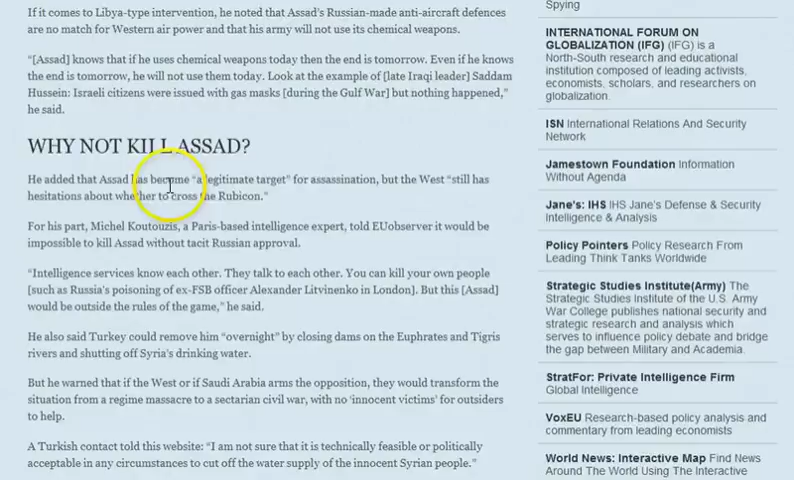 If it comes to Libya-type intervention, he noted that Assad's Russian-made anti-aircraft defences
are no match for Western air power and that his army will not use its chemical weapons.
"[Assad] knows that if he uses chemical weapons today then the end is tomorrow. Even if he knows
the end is tomorrow, he will not use them today. Look at the example of [late Iraqi leader] Saddam
Hussein: Israeli citizens were issued with gas masks [during the Gulf War] but nothing happened,"
he said.
WHY NOT KILL ASSAD?
He added that Assad has become "a legitimate target" for assassination, but the West "still has
hesitations about whether to cross the Rubicon."
For his part, Michel Koutouzis, a Paris-based intelligence expert, told EUobserver it would be
impossible to kill Assad without tacit Russian approval.
"Intelligence services know each other. They talk to each other. You can kill your own people
[such as Russia's poisoning of ex-FSB officer Alexander Litvinenko in London]. But this [Assad]
would be outside the rules of the game," he said.
He also said Turkey could remove him "overnight" by closing dams on the Euphrates and Tigris
rivers and shutting off Syria's drinking water.
But he warned that if the West or if Saudi Arabia arms the opposition, they would transform the
situation from a regime massacre to a sectarian civil war, with no 'innocent victims' for outsiders
to help.
A Turkish contact told this website: "I am not sure that it is technically feasible or politically
acceptable in any circumstances to cut off the water supply of the innocent Syrian people."
Spying
INTERNATIONAL FORUM ON
GLOBALIZATION (IFG) (IFG) is a
North-South research and educational
institution composed of leading activists,
economists, scholars, and researchers on
globalization.
ISN International Relations And Security
Network
Jamestown Foundation Information
Without Agenda
Jane's: IHS IHS Jane's Defense & Security
Intelligence & Analysis
Policy Pointers Policy Research From
Leading Think Tanks Worldwide
Strategic Studies Institute(Army) The
Strategic Studies Institute of the U.S. Army
War College publishes national security and
strategic research and analysis which
serves to influence policy debate and bridge
the gap between Military and Academia.
StratFor: Private Intelligence Firm
Global Intelligence
VoxEU Research-based policy analysis and
commentary from leading economists
World News: Interactive Map Find News
Around The World Using The Interactive